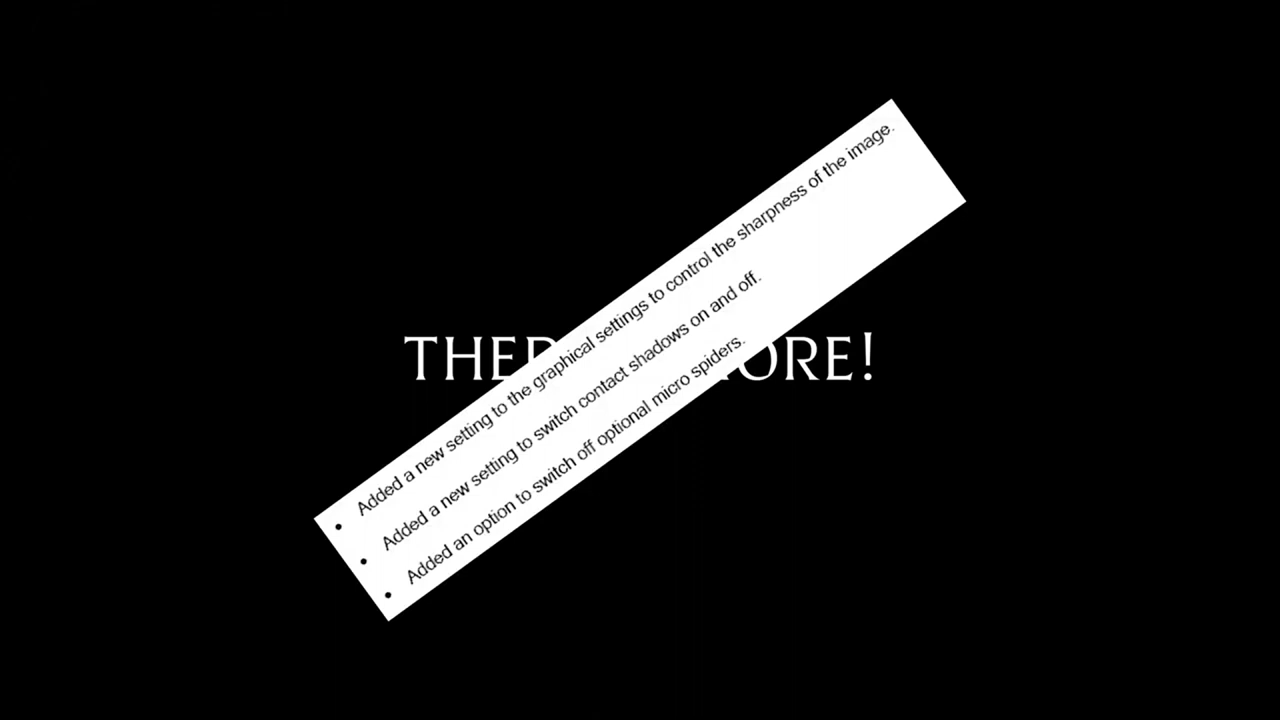 • Added a new setting to the graphical settings to control the sharpness of the image.
• Added a new setting to switch contact shadows on and off.
• Added an option to switch off optional micro spiders.